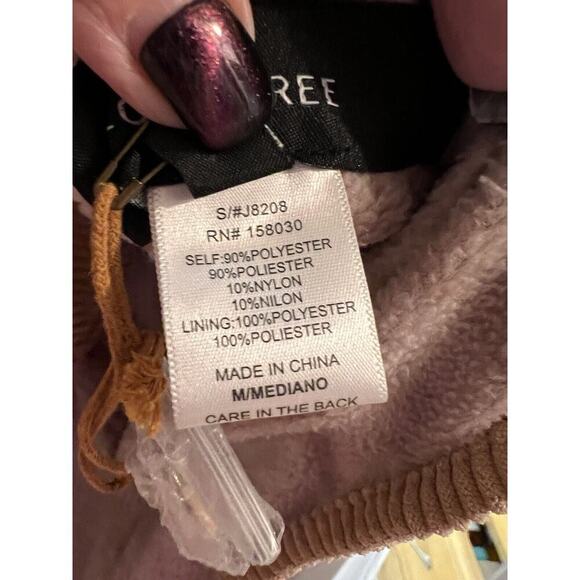 REE
S/#J8208
RN# 158030
SELF:90%POLYESTER
90%POLIESTER
10%NYLON
10%NILON
LINING:100%POLYESTER
100%POLIESTER
MADE IN CHINA
M/MEDIANO
CARE IN THE BACK